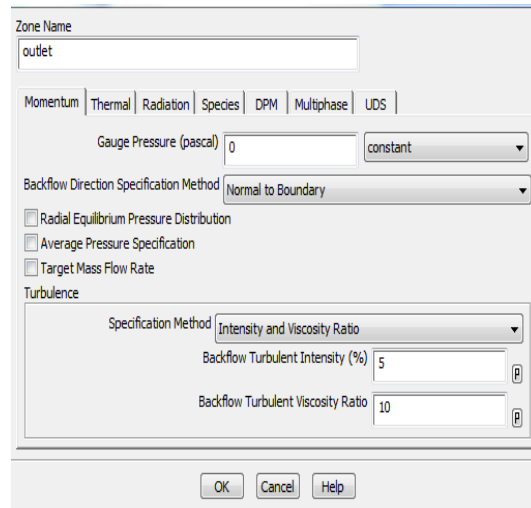 Zone Name
outlet
Momentum Thermal Radiation Species DPM Multiphase UDS
Gauge Pressure (pascal) 0 constant
Backflow Direction Specification Method Normal to Boundary
Radial Equilibrium Pressure Distribution
Average Pressure Specification
Target Mass Flow Rate
Turbulence
Specification Method Intensity and Viscosity Ratio
Backflow Turbulent Intensity (%) 5 P
Backflow Turbulent Viscosity Ratio 10 P
OK Cancel Help